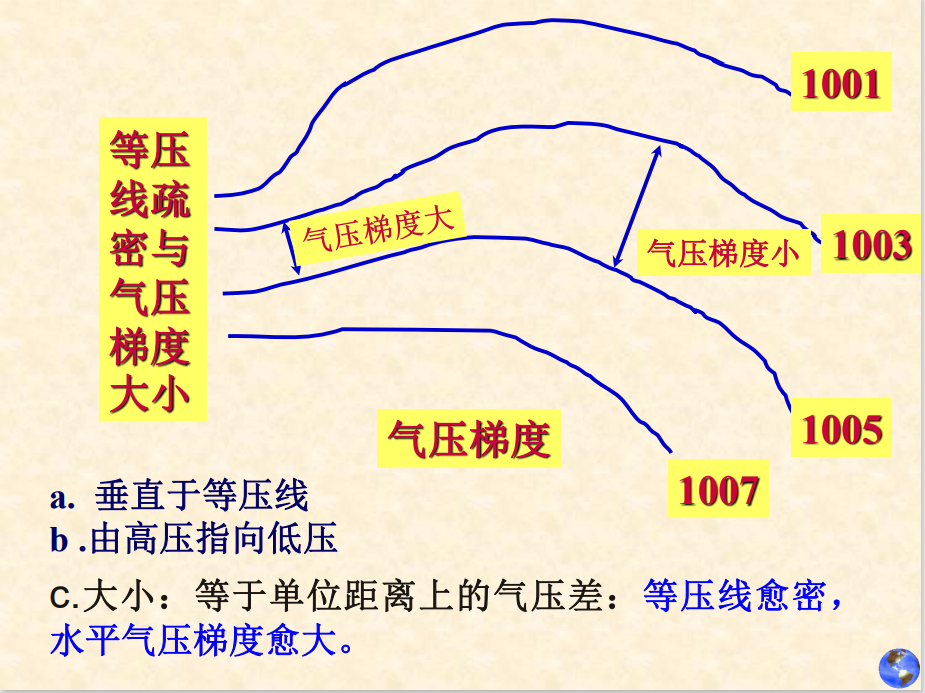 1001
等压
线疏
密与
气压
梯度
大小
气压梯度大
气压梯度小
1003
气压梯度
1005
1007
a. 垂直于等压线
b .由高压指向低压
C.大小：等于单位距离上的气压差：等压线愈密，
水平气压梯度愈大。